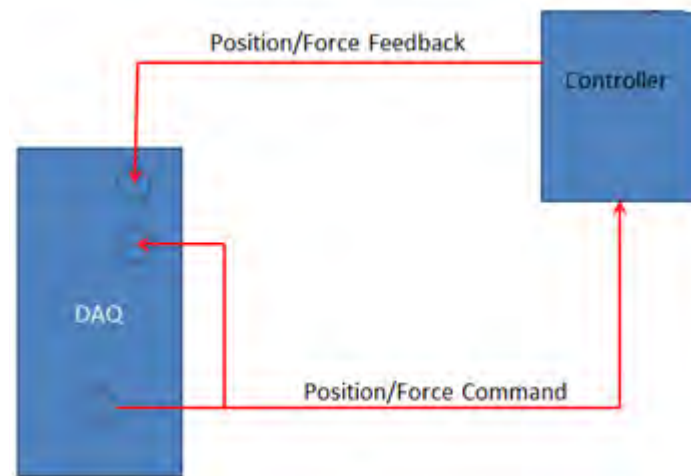 Position/Force Feedback
Controller
DAQ
Position/Force Command